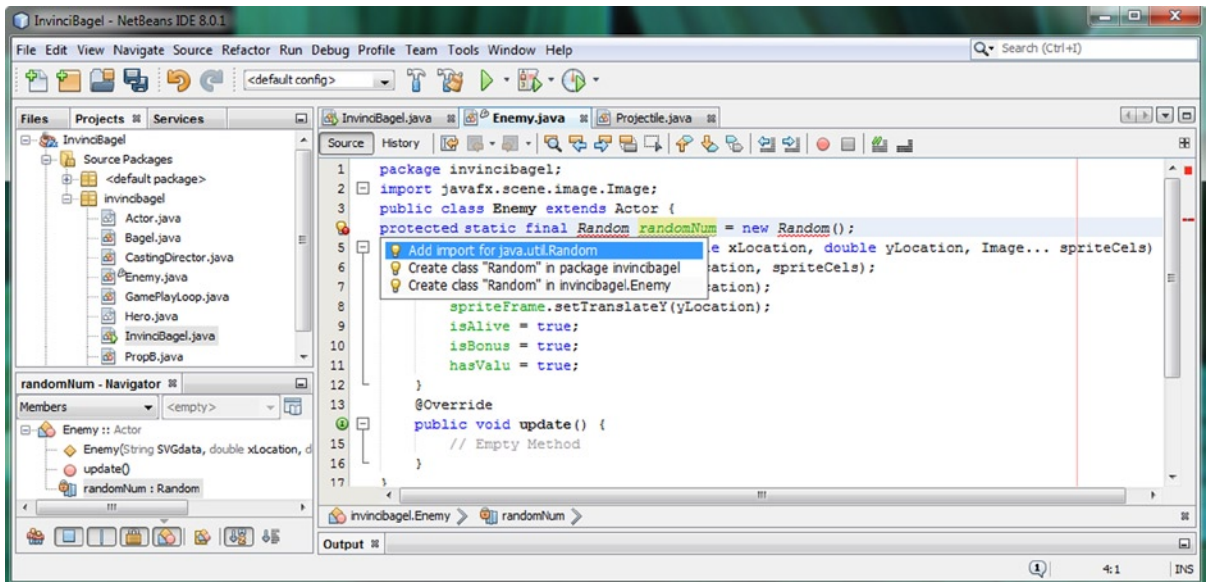 InvinciBagel - NetBeans IDE 8.0.1
File Edit View Navigate Source Refactor Run Debug Profile Team Tools Window Help
Search (Ctrl+I)
<default config>
Files Projects Services
InvinciBagel
Source Packages
<default package>
invincibagel
Actor.java
Bagel.java
CastingDirector.java
Enemy.java
GamePlayLoop.java
Hero.java
InvinciBagel.java
PropB.java
randomNum - Navigator
Members <empty>
Enemy :: Actor
Enemy(String SVGdata, double xLocation, d
update()
randomNum : Random
InvinciBagel.java Enemy.java Projectile.java
Source History
1 package invincibagel;
2 import javafx.scene.image.Image;
3 public class Enemy extends Actor {
protected static final Random randomNum = new Random();
5 e xLocation, double yLocation, Image... spriteCels)
Add import for java.util.Random
6 cation, spriteCels);
Create class "Random" in package invincibagel
7 cation);
Create class "Random" in invincibagel.Enemy
8 spriteFrame.setTranslateY(yLocation);
9 isAlive = true;
10 isBonus = true;
11 hasValu = true;
12 }
13 @Override
public void update() {
15 // Empty Method
16 }
17 }
invincibagel.Enemy randomNum
Output
1 4:1 INS